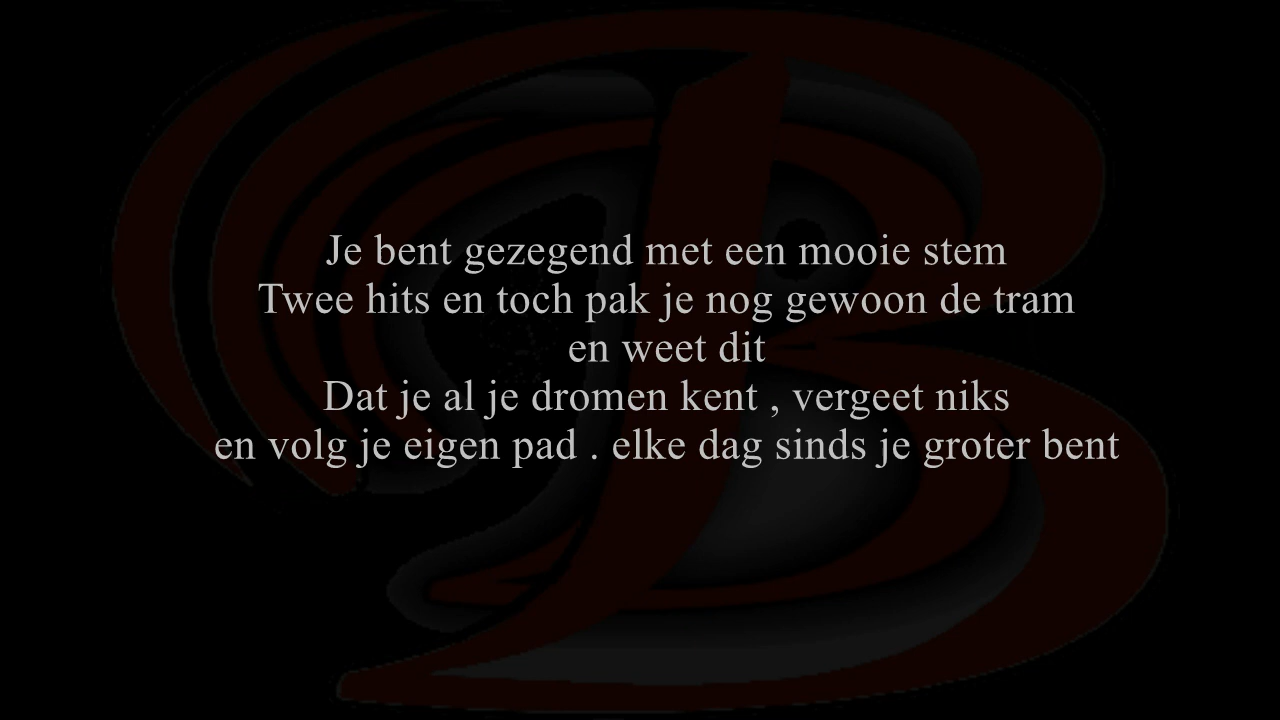 Je bent gezegend met een mooie stem
Twee hits en toch pak je nog gewoon de tram
en weet dit
Dat je al je dromen kent , vergeet niks
en volg je eigen pad . elke dag sinds je groter bent